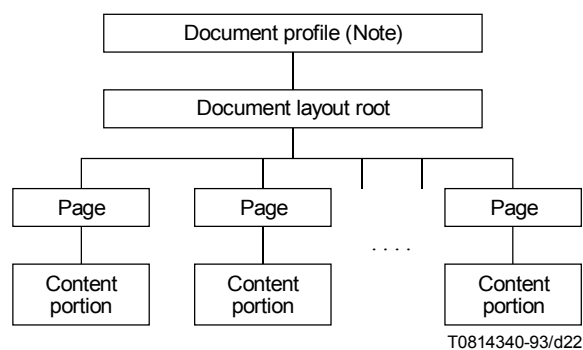 Document profile (Note)
Document layout root
Page
Page
Page
. . . .
Content
portion
Content
portion
Content
portion
T0814340-93/d22